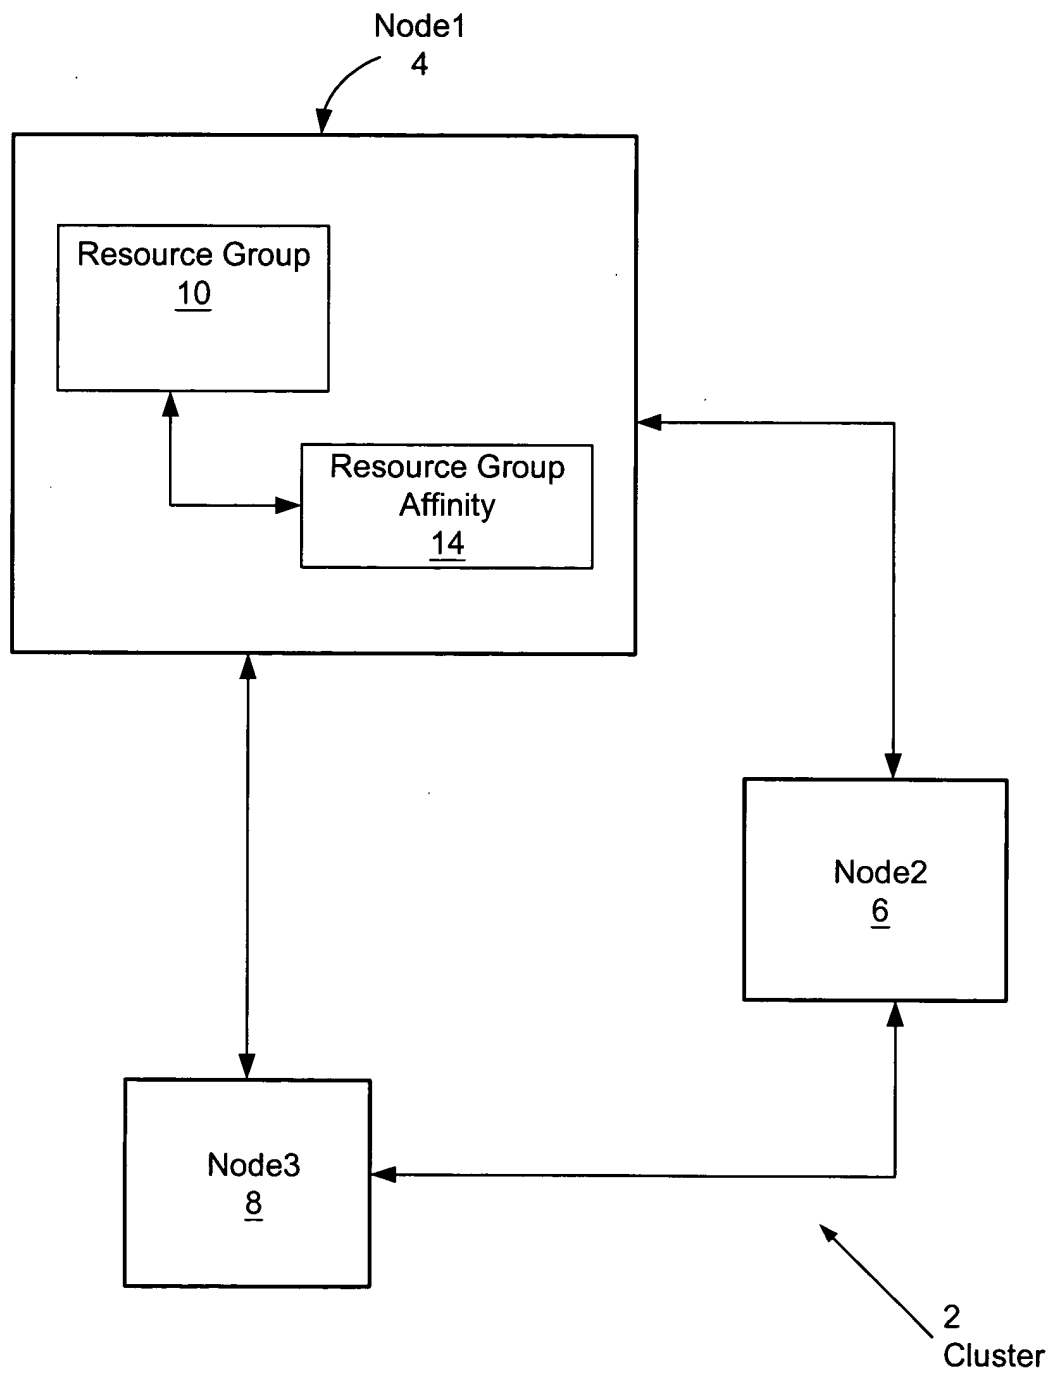 Node1
4
Resource Group
10
Resource Group
Affinity
14
Node2
6
Node3
8
2
Cluster